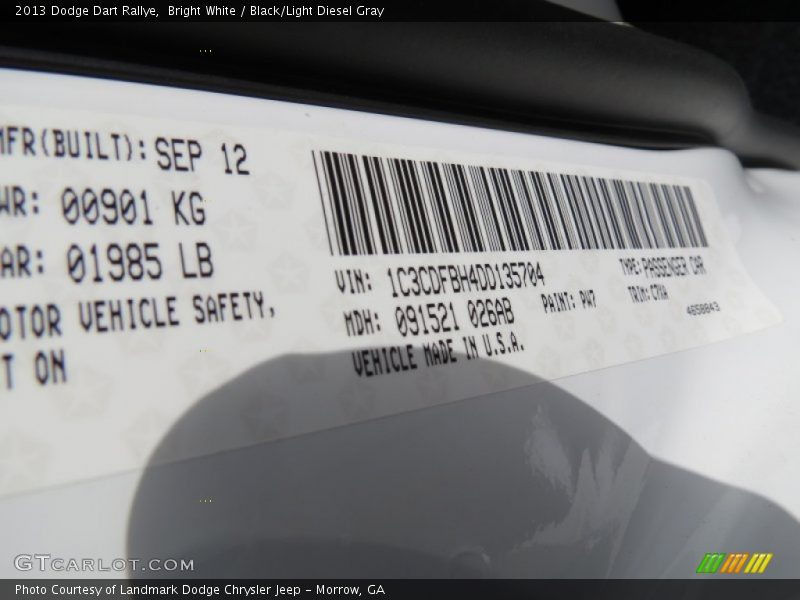 2013 Dodge Dart Rallye,  Bright White / Black/Light Diesel Gray
MFR(BUILT): SEP 12
WR: 00901 KG
AR: 01985 LB
OTOR VEHICLE SAFETY,
T ON
VIN: 1C3CDFBH4DD135704
TYPE: PASSENGER CAR
MDH: 091521 026AB
PAINT: PW7
TRIM: C7XA
VEHICLE MADE IN U.S.A.
4658843
GTCARLOT.COM
Photo Courtesy of Landmark Dodge Chrysler Jeep - Morrow, GA